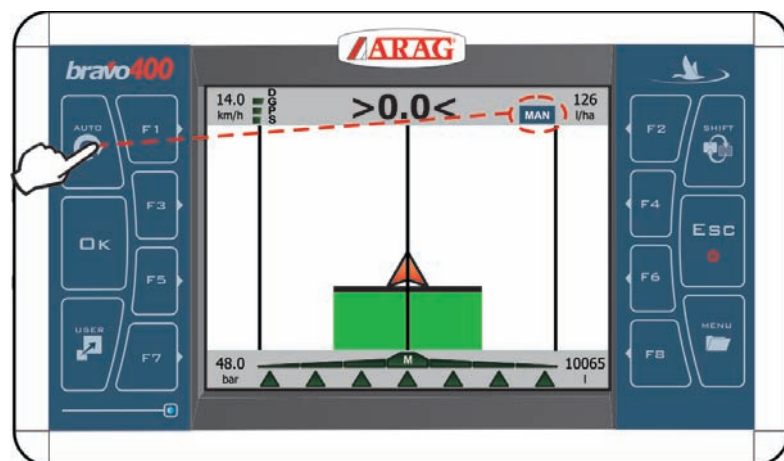 ARAG
bravo400
AUTO
F1
F3
OK
F5
USER
F7
14.0
km/h
DGPS
>0.0<
MAN
126
l/ha
M
48.0
bar
10065
l
F2
SHIFT
F4
ESC
F6
MENU
F8